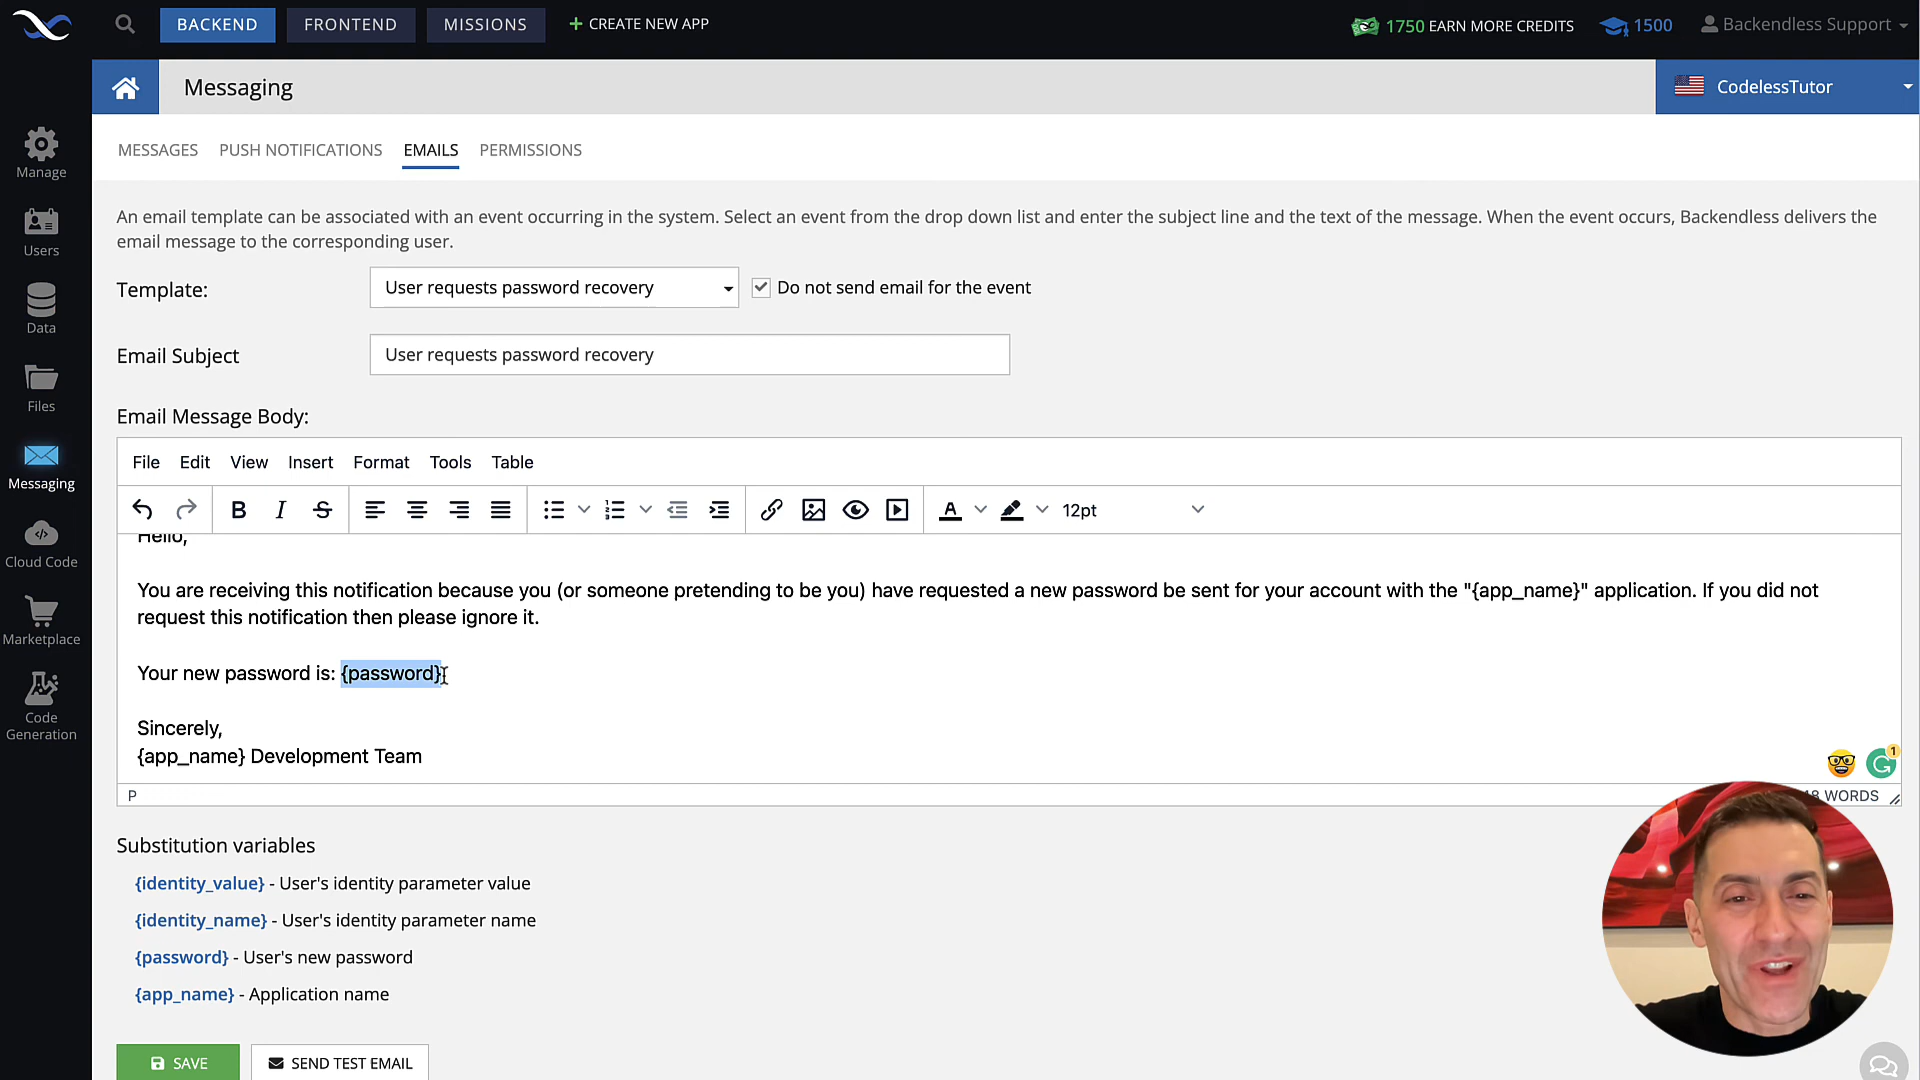 BACKEND
FRONTEND
MISSIONS
+ CREATE NEW APP
1750 EARN MORE CREDITS
1500
Backendless Support
Messaging
CodelessTutor
MESSAGES
PUSH NOTIFICATIONS
EMAILS
PERMISSIONS
Manage
Users
Data
Files
Messaging
Cloud Code
Marketplace
Code
Generation
An email template can be associated with an event occurring in the system. Select an event from the drop down list and enter the subject line and the text of the message. When the event occurs, Backendless delivers the
email message to the corresponding user.
Template:
User requests password recovery
Do not send email for the event
Email Subject
User requests password recovery
Email Message Body:
File
Edit
View
Insert
Format
Tools
Table
B
I
S
A
12pt
Hello,
You are receiving this notification because you (or someone pretending to be you) have requested a new password be sent for your account with the "{app_name}" application. If you did not
request this notification then please ignore it.
Your new password is: {password}
Sincerely,
{app_name} Development Team
1
P
WORDS
Substitution variables
{identity_value} - User's identity parameter value
{identity_name} - User's identity parameter name
{password} - User's new password
{app_name} - Application name
SAVE
SEND TEST EMAIL